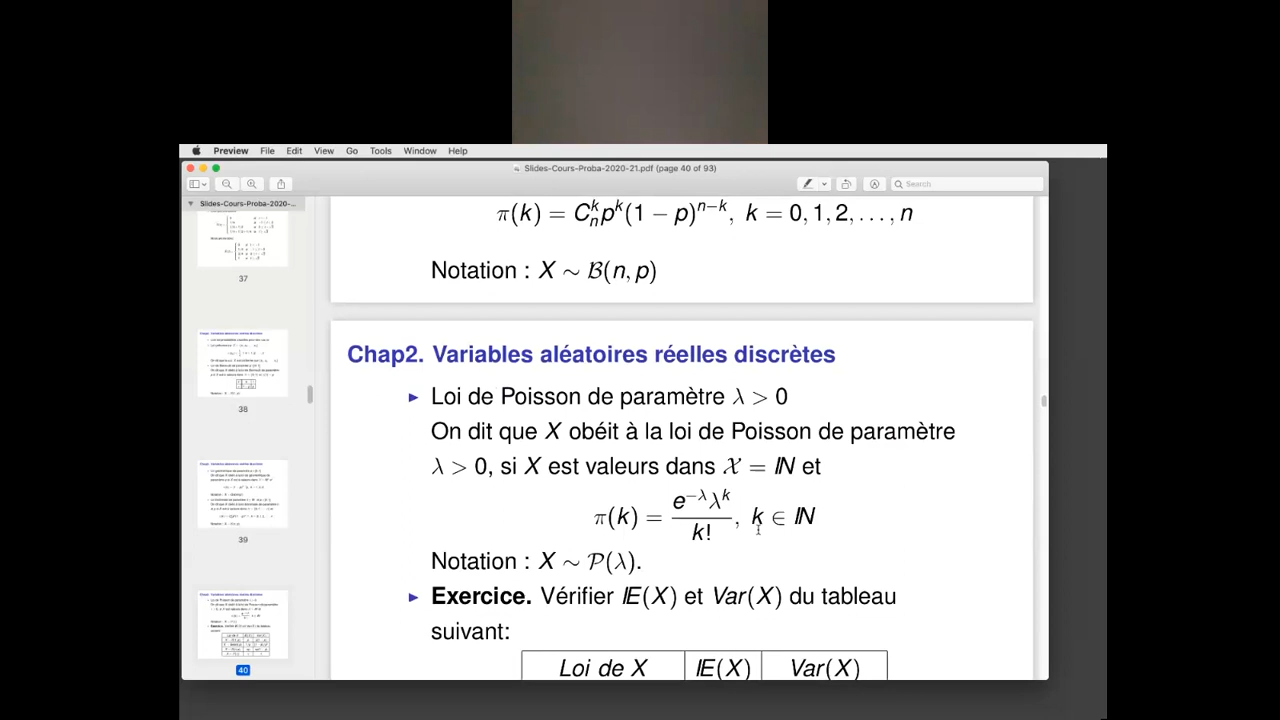 Preview File Edit View Go Tools Window Help
Slides-Cours-Proba-2020-21.pdf (page 40 of 93)
Search
Slides-Cours-Proba-2020-...
37
38
39
40
π(k) = C_n^k p^k (1 − p)^{n−k}, k = 0, 1, 2, . . . , n
Notation : X ∼ B(n, p)
Chap2. Variables aléatoires réelles discrètes
► Loi de Poisson de paramètre λ > 0
On dit que X obéit à la loi de Poisson de paramètre
λ > 0, si X est valeurs dans 𝒳 = ℕ et
π(k) = e^{−λ} λ^k / k!, k ∈ ℕ
Notation : X ∼ P(λ).
► Exercice. Vérifier 𝔼(X) et Var(X) du tableau
suivant:
Loi de X 𝔼(X) Var(X)